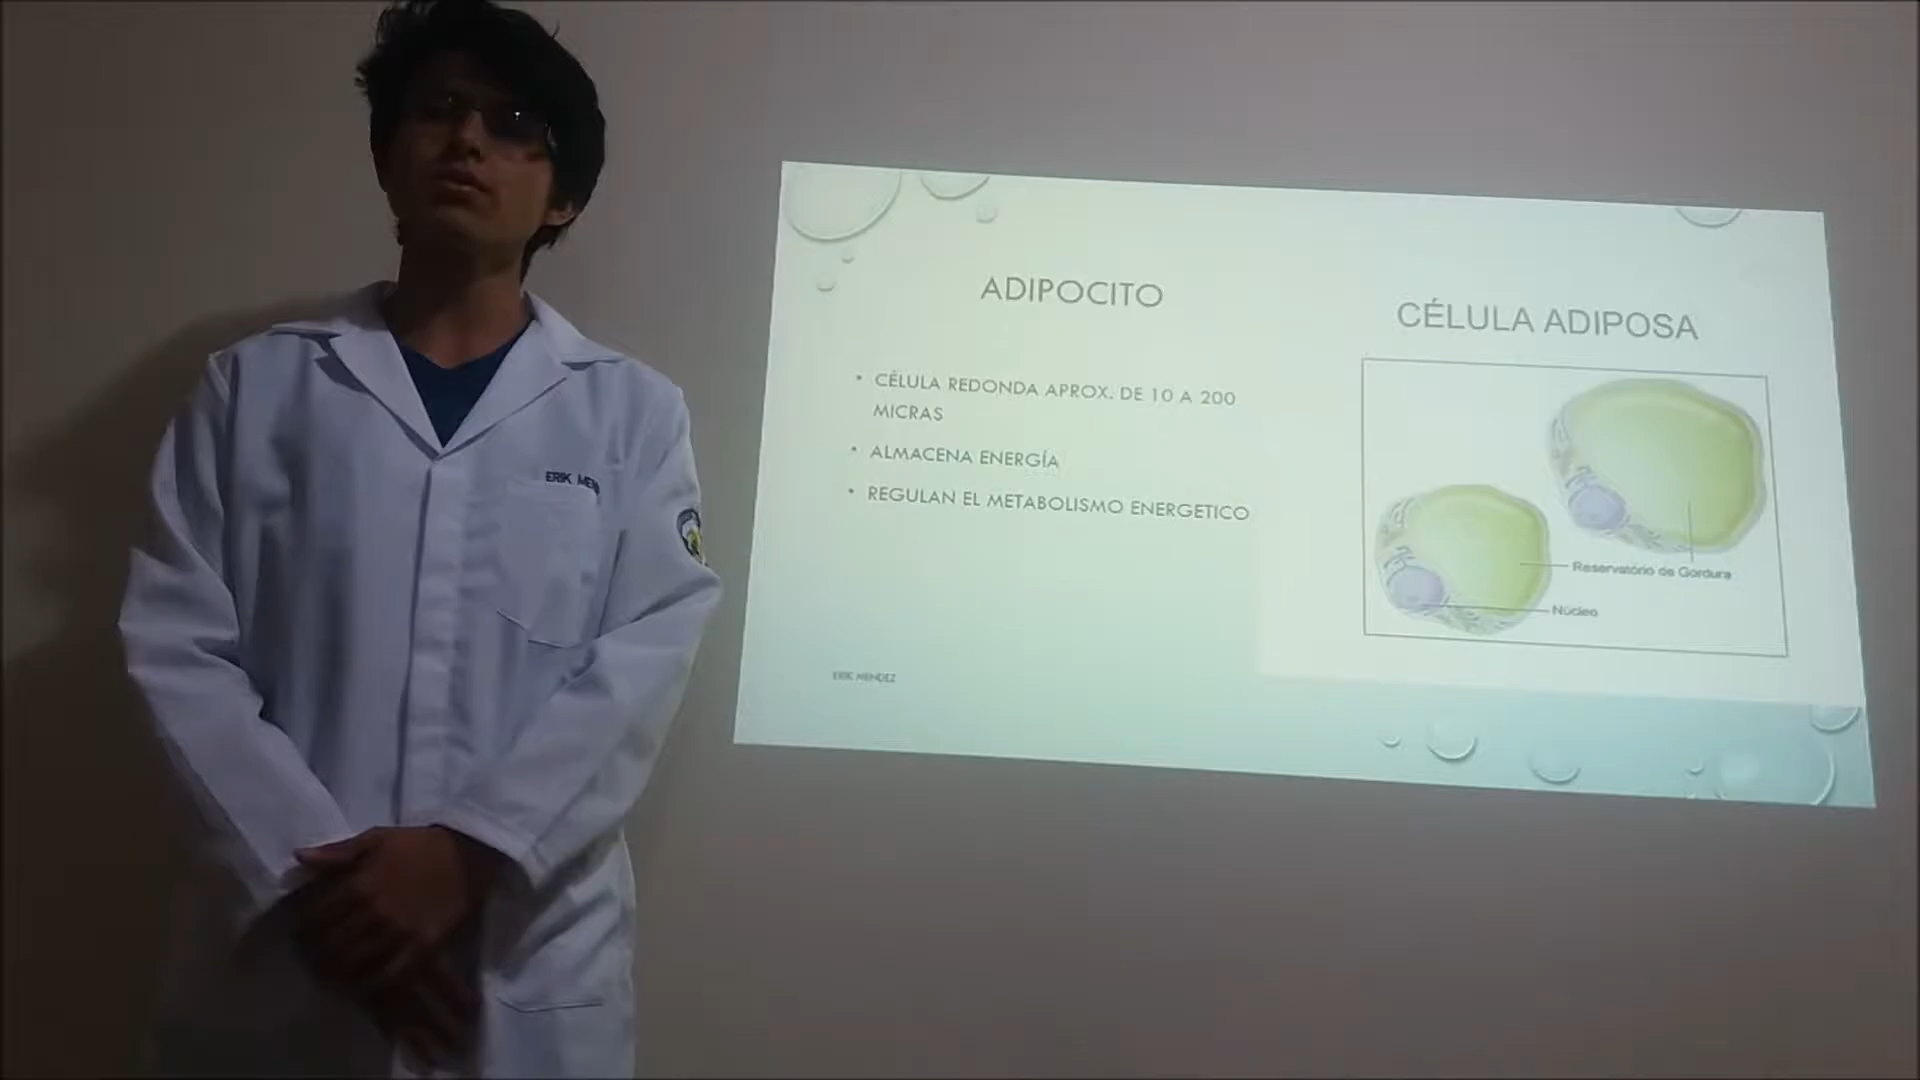 ADIPOCITO
• CÉLULA REDONDA APROX. DE 10 A 200
MICRAS
• ALMACENA ENERGÍA
• REGULAN EL METABOLISMO ENERGETICO
ERIK MENDEZ
CÉLULA ADIPOSA
Reservatório de Gordura
Núcleo
ERIK MEN